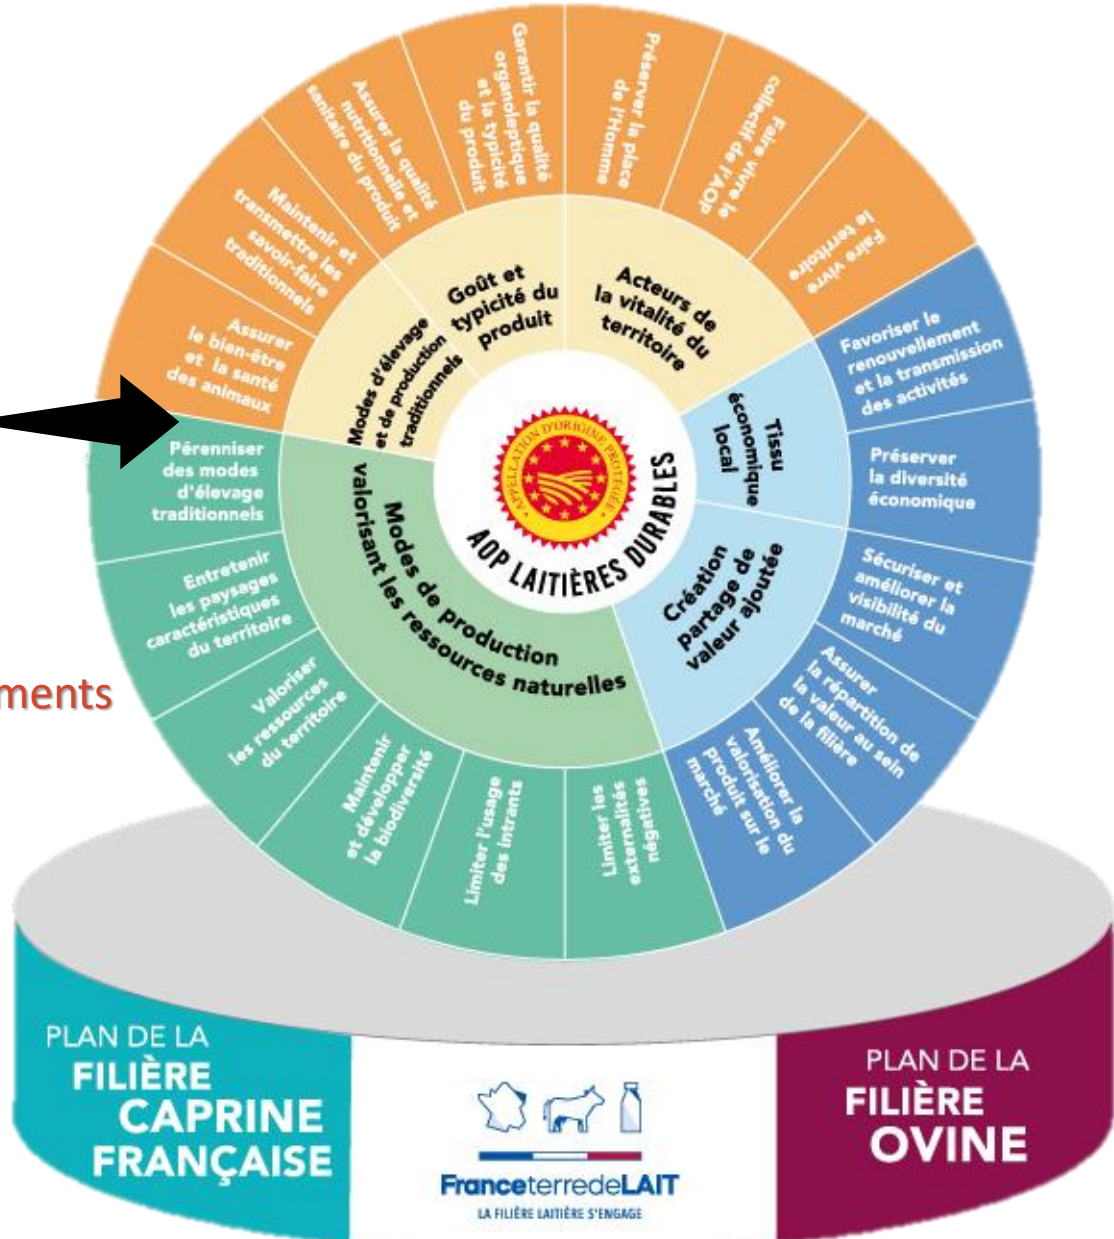 Garantir la qualité
organoleptique
et la typicité
du produit
Préserver la place
de l'Homme
Faire vivre le
collectif de l'AOP
Faire vivre
le territoire
Favoriser le
renouvellement
et la transmission
des activités
Préserver
la diversité
économique
Sécuriser et
améliorer la
visibilité du
marché
Assurer
la répartition de
la valeur au sein
de la filière
Améliorer la
valorisation du
produit sur le
marché
Limiter les
externalités
négatives
Limiter l'usage
des intrants
Maintenir
et développer
la biodiversité
Valoriser
les ressources
du territoire
Entretenir
les paysages
caractéristiques
du territoire
Pérenniser
des modes
d'élevage
traditionnels
Assurer
le bien-être
et la santé
des animaux
Maintenir et
transmettre les
savoir-faire
traditionnels
Assurer la qualité
nutritionnelle et
sanitaire du produit
Goût et
typicité du
produit
Acteurs de
la vitalité du
territoire
Tissu
économique
local
Création
partage de
valeur ajoutée
Modes de production
valorisant les ressources naturelles
Modes d'élevage
et de production
traditionnels
APPELLATION D'ORIGINE PROTÉGÉE
AOP LAITIÈRES DURABLES
ments
PLAN DE LA
FILIÈRE
CAPRINE
FRANÇAISE
FranceterredeLAIT
LA FILIÈRE LAITIÈRE S'ENGAGE
PLAN DE LA
FILIÈRE
OVINE